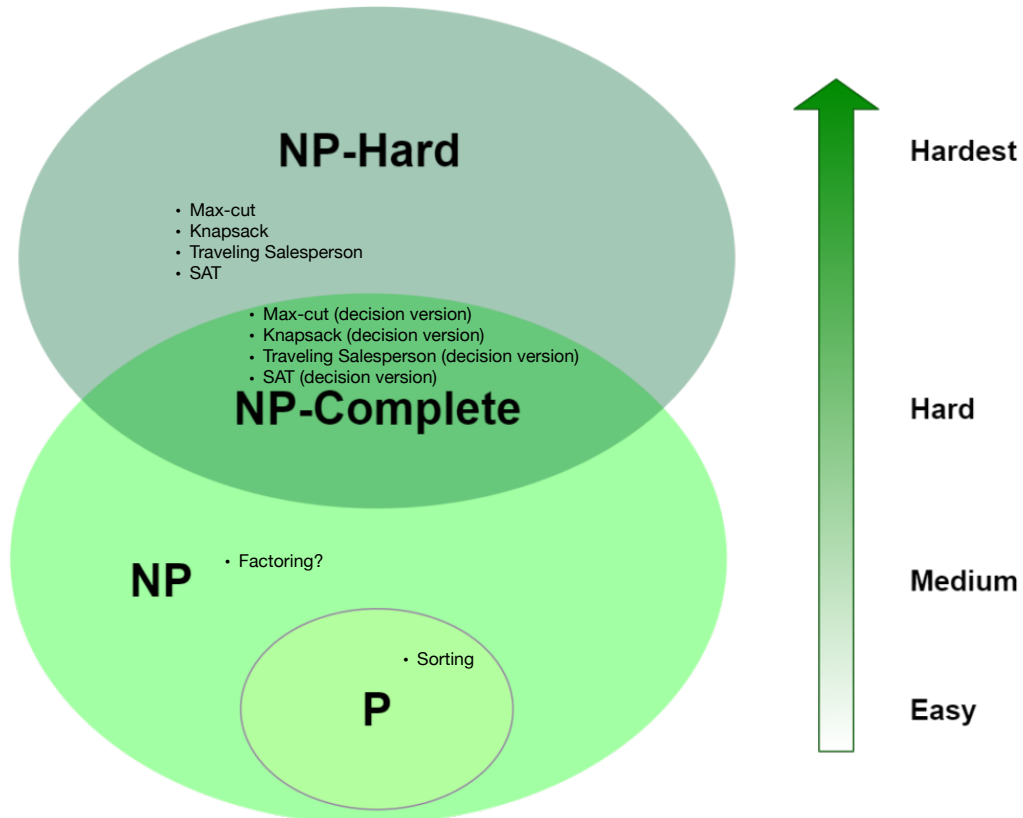 NP-Hard
Hardest
• Max-cut
• Knapsack
• Traveling Salesperson
• SAT
• Max-cut (decision version)
• Knapsack (decision version)
• Traveling Salesperson (decision version)
• SAT (decision version)
NP-Complete
Hard
• Factoring?
NP
Medium
• Sorting
P
Easy